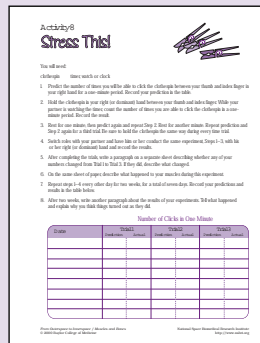 Activity 8
Stress This!
You will need:
clothespin timer, watch or clock
1 Predict the number of times you will be able to click the clothespin between your thumb and index finger in
your right hand for a one-minute period. Record your prediction in the table.
2. Hold the clothespin in your right (or dominant) hand between your thumb and index finger. While your
partner is watching the timer, count the number of times you are able to click the clothespin in a one-
minute period. Record the result.
3. Rest for one minute, then predict again and repeat Step 2. Rest for another minute. Repeat prediction and
Step 2 again for a third trial. Be sure to hold the clothespin the same way during every time trial.
4. Switch roles with your partner and have him or her conduct the experiment, Steps 1–3, with his
or her right (or dominant) hand and record the results.
5. After completing the trials, write a paragraph on a separate sheet describing whether any of your
numbers changed from Trial 1 to Trial 3. If they did, describe what changed.
6. On the same sheet of paper, describe what happened to your muscles during this experiment.
7. Repeat steps 1–4 every other day for two weeks, for a total of seven days. Record your predictions and
results in the table below.
8. After two weeks, write another paragraph about the results of your experiments. Tell what happened
and explain why you think things turned out as they did.
Number of Clicks in One Minute
Date Trial 1 Trial 2 Trial 3
Prediction Actual Prediction Actual Prediction Actual
From Outerspace to Innerspace / Muscles and Bones
© 2000 Baylor College of Medicine
National Space Biomedical Research Institute
http://www.nsbri.org